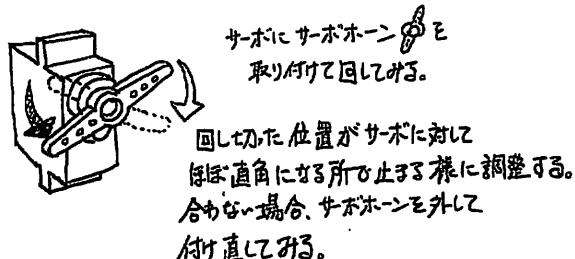 サーボに サーボホーン を
取り付けて回してみる。
回し切った位置がサーボに対して
ほぼ直角になる所で止まる様に調整する。
合わない場合、サーボホーンを外して
付け直してみる。